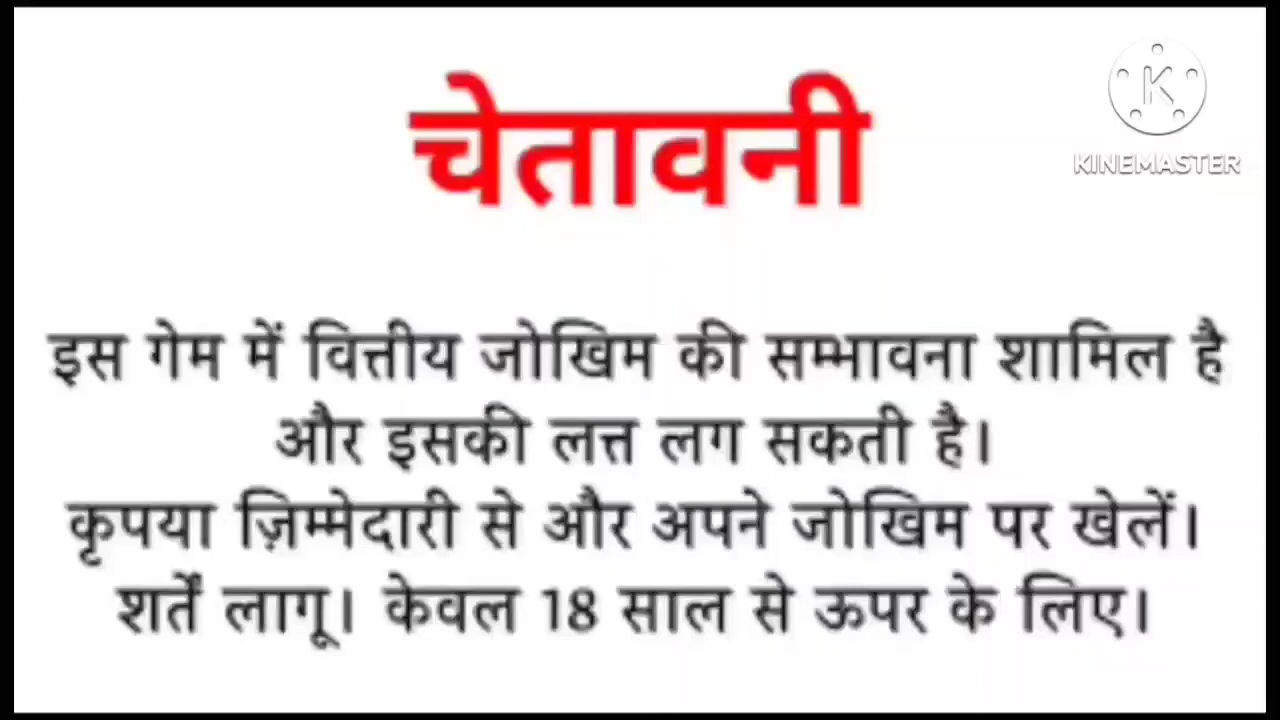 चेतावनी
KINEMASTER
इस गेम में वित्तीय जोखिम की सम्भावना शामिल है
और इसकी लत्त लग सकती है।
कृपया ज़िम्मेदारी से और अपने जोखिम पर खेलें।
शर्तें लागू। केवल 18 साल से ऊपर के लिए।